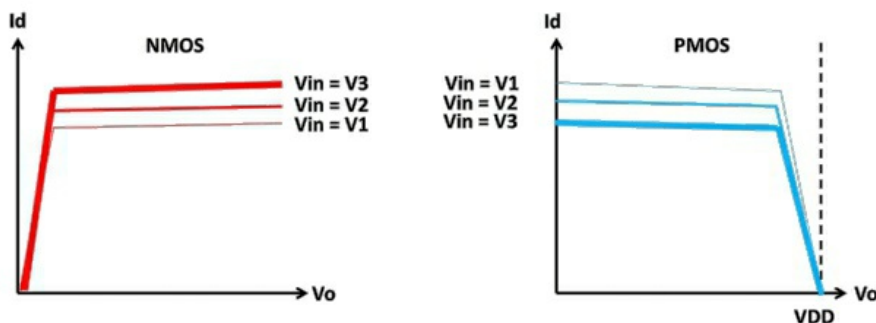 Id
NMOS
Vin = V3
Vin = V2
Vin = V1
Vo
Id
PMOS
Vin = V1
Vin = V2
Vin = V3
Vo
VDD